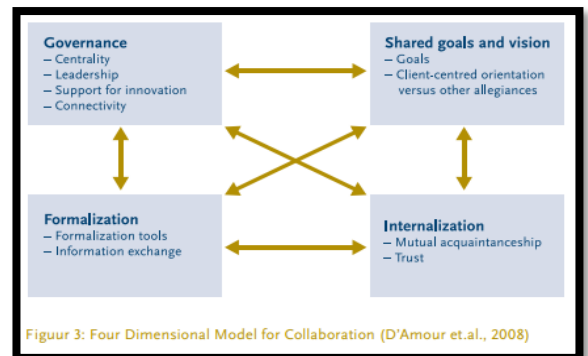 Governance
– Centrality
– Leadership
– Support for innovation
– Connectivity
Shared goals and vision
– Goals
– Client-centred orientation
versus other allegiances
Formalization
– Formalization tools
– Information exchange
Internalization
– Mutual acquaintanceship
– Trust
Figuur 3: Four Dimensional Model for Collaboration (D'Amour et.al., 2008)